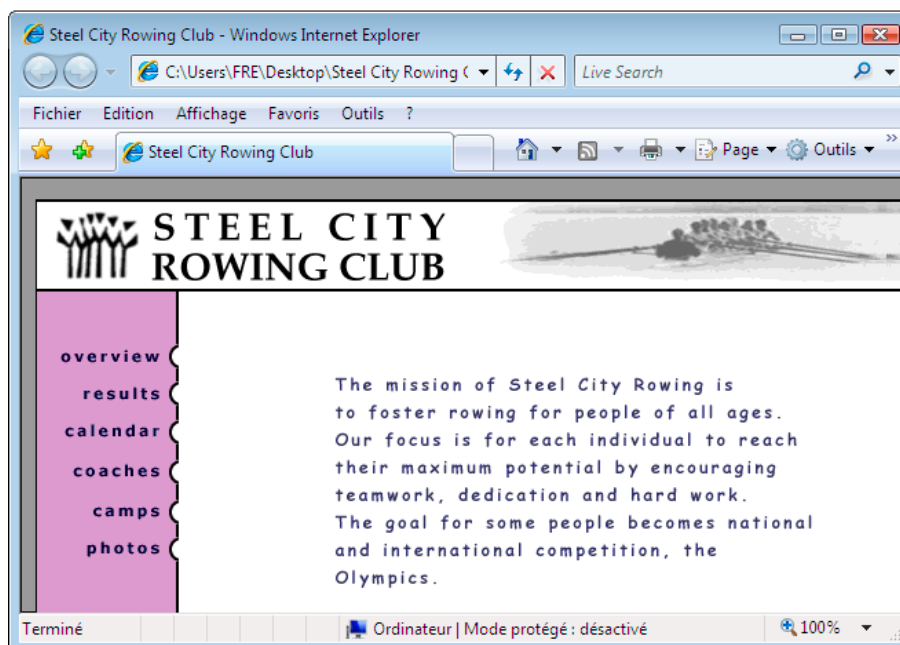 Steel City Rowing Club - Windows Internet Explorer
C:\Users\FRE\Desktop\Steel City Rowing C
Live Search
Fichier Edition Affichage Favoris Outils ?
Steel City Rowing Club
Page Outils »
STEEL CITY
ROWING CLUB
overview
results
calendar
coaches
camps
photos
The mission of Steel City Rowing is
to foster rowing for people of all ages.
Our focus is for each individual to reach
their maximum potential by encouraging
teamwork, dedication and hard work.
The goal for some people becomes national
and international competition, the
Olympics.
Terminé Ordinateur | Mode protégé : désactivé 100%